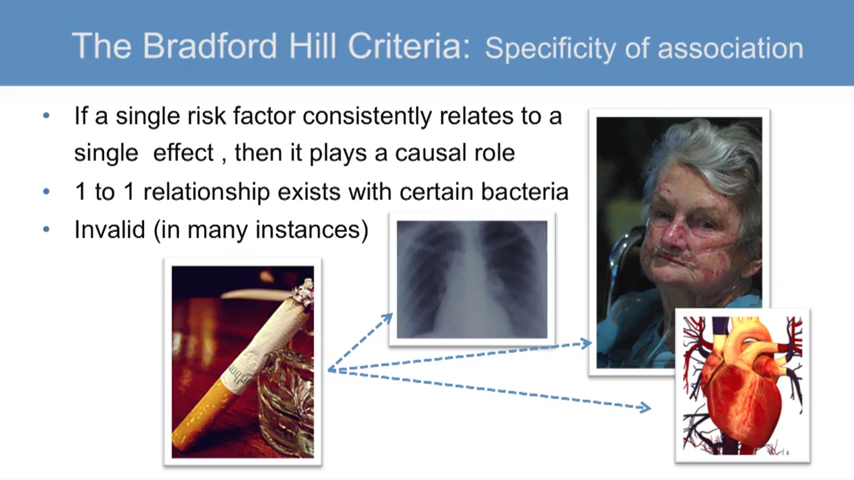 The Bradford Hill Criteria: Specificity of association
• If a single risk factor consistently relates to a
single effect , then it plays a causal role
• 1 to 1 relationship exists with certain bacteria
• Invalid (in many instances)